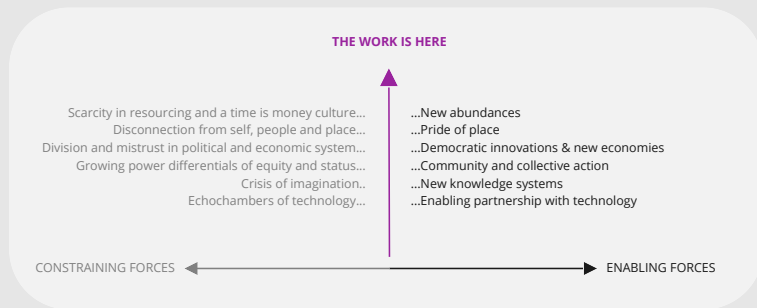 THE WORK IS HERE
Scarcity in resourcing and a time is money culture... ...New abundances
Disconnection from self, people and place... ...Pride of place
Division and mistrust in political and economic system... ...Democratic innovations & new economies
Growing power differentials of equity and status... ...Community and collective action
Crisis of imagination.. ...New knowledge systems
Echochambers of technology... ...Enabling partnership with technology
CONSTRAINING FORCES ENABLING FORCES